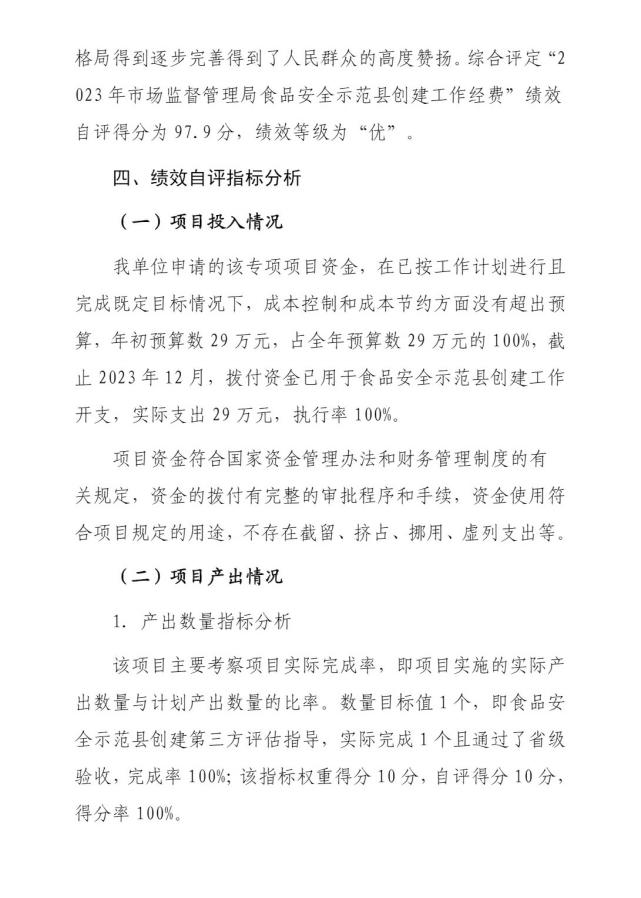 格局得到逐步完善得到了人民群众的高度赞扬。综合评定“2
023年市场监督管理局食品安全示范县创建工作经费”绩效
自评得分为97.9分，绩效等级为“优”。
四、绩效自评指标分析
（一）项目投入情况
我单位申请的该专项项目资金，在已按工作计划进行且
完成既定目标情况下，成本控制和成本节约方面没有超出预
算，年初预算数29万元，占全年预算数29万元的100%，截
止2023年12月，拨付资金已用于食品安全示范县创建工作
开支，实际支出29万元，执行率100%。
项目资金符合国家资金管理办法和财务管理制度的有
关规定，资金的拨付有完整的审批程序和手续，资金使用符
合项目规定的用途，不存在截留、挤占、挪用、虚列支出等。
（二）项目产出情况
1. 产出数量指标分析
该项目主要考察项目实际完成率，即项目实施的实际产
出数量与计划产出数量的比率。数量目标值1个，即食品安
全示范县创建第三方评估指导，实际完成1个且通过了省级
验收，完成率100%；该指标权重得分10分，自评得分10分，
得分率100%。